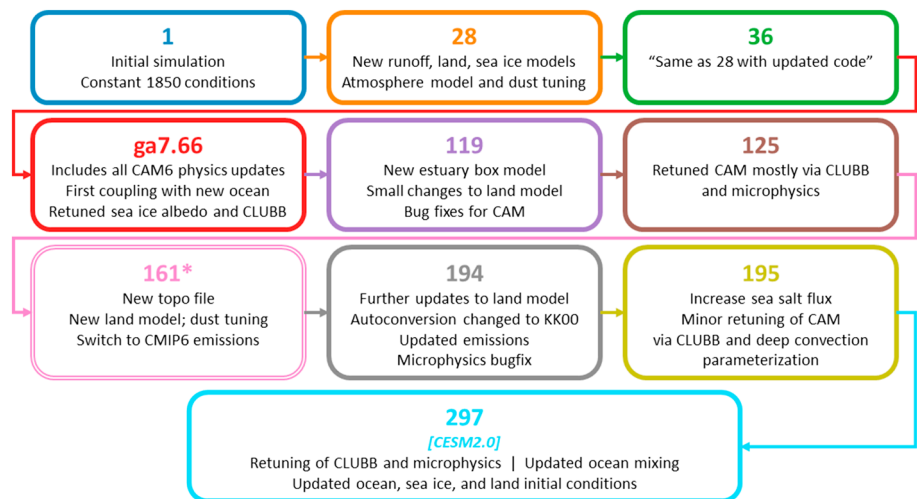 1
Initial simulation
Constant 1850 conditions
28
New runoff, land, sea ice models
Atmosphere model and dust tuning
36
“Same as 28 with updated code”
ga7.66
Includes all CAM6 physics updates
First coupling with new ocean
Retuned sea ice albedo and CLUBB
119
New estuary box model
Small changes to land model
Bug fixes for CAM
125
Retuned CAM mostly via CLUBB
and microphysics
161*
New topo file
New land model; dust tuning
Switch to CMIP6 emissions
194
Further updates to land model
Autoconversion changed to KK00
Updated emissions
Microphysics bugfix
195
Increase sea salt flux
Minor retuning of CAM
via CLUBB and deep convection
parameterization
297
[CESM2.0]
Retuning of CLUBB and microphysics | Updated ocean mixing
Updated ocean, sea ice, and land initial conditions